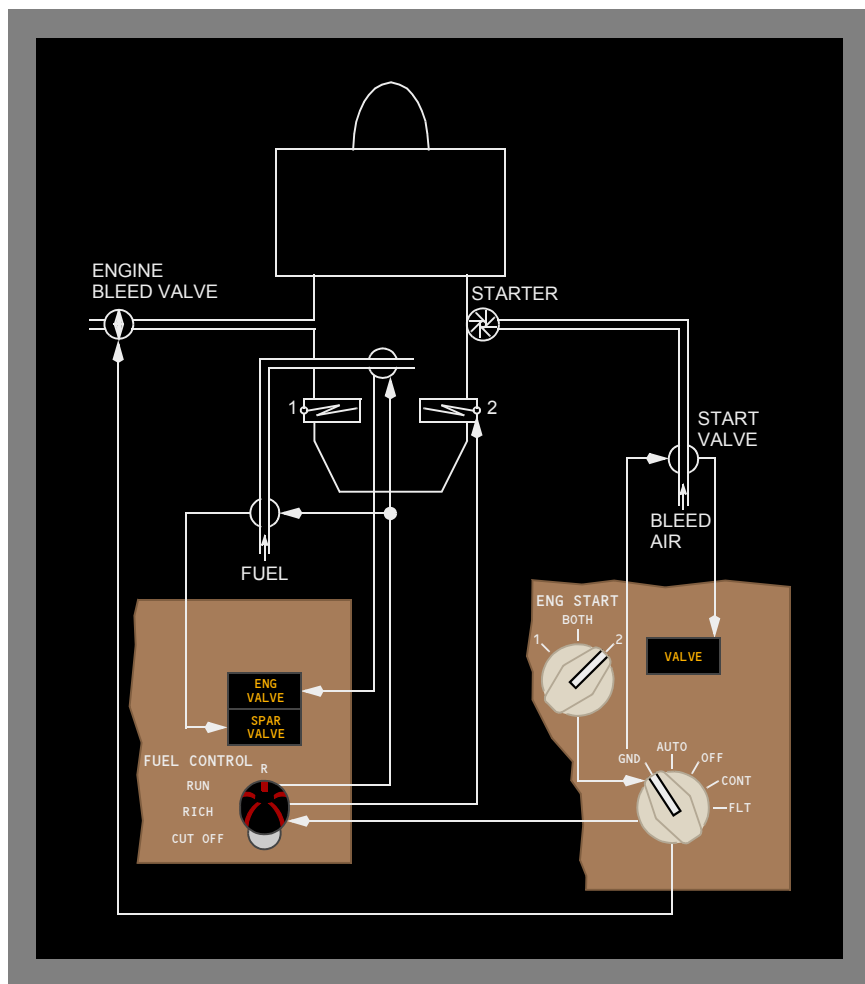 ENGINE
BLEED VALVE
STARTER
1
2
START
VALVE
BLEED
AIR
FUEL
ENG START
BOTH
1
2
VALVE
ENG
VALVE
SPAR
VALVE
FUEL CONTROL
R
RUN
RICH
CUT OFF
AUTO
GND
OFF
CONT
FLT